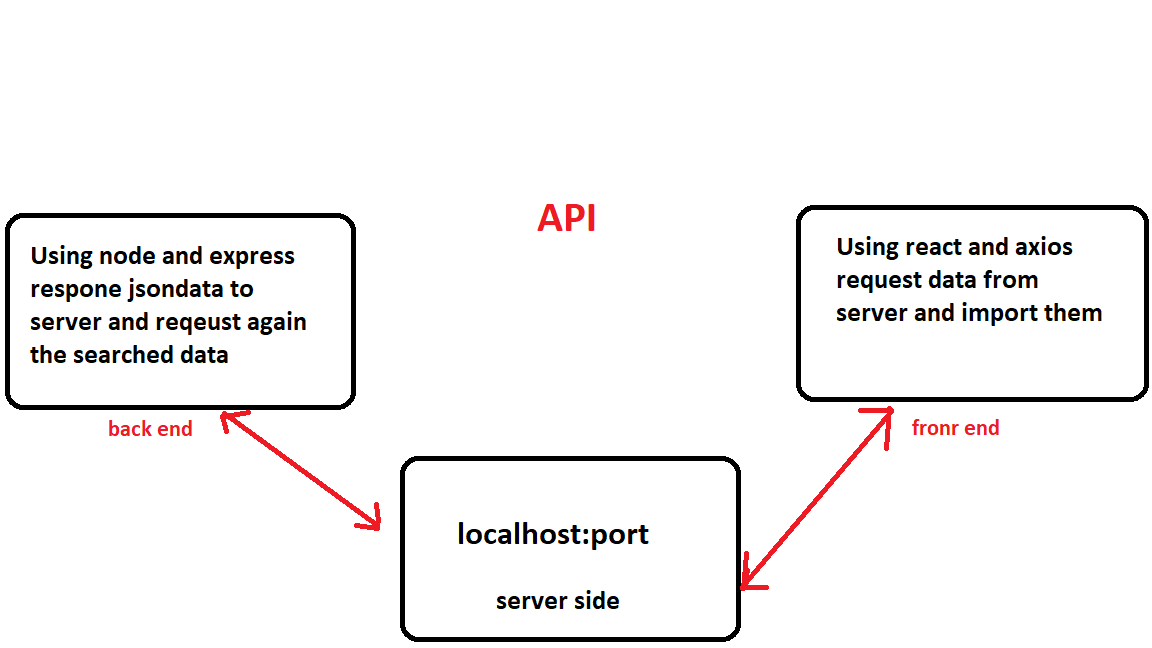 API
Using node and express
respone jsondata to
server and reqeust again
the searched data
back end
Using react and axios
request data from
server and import them
fronr end
localhost:port
server side